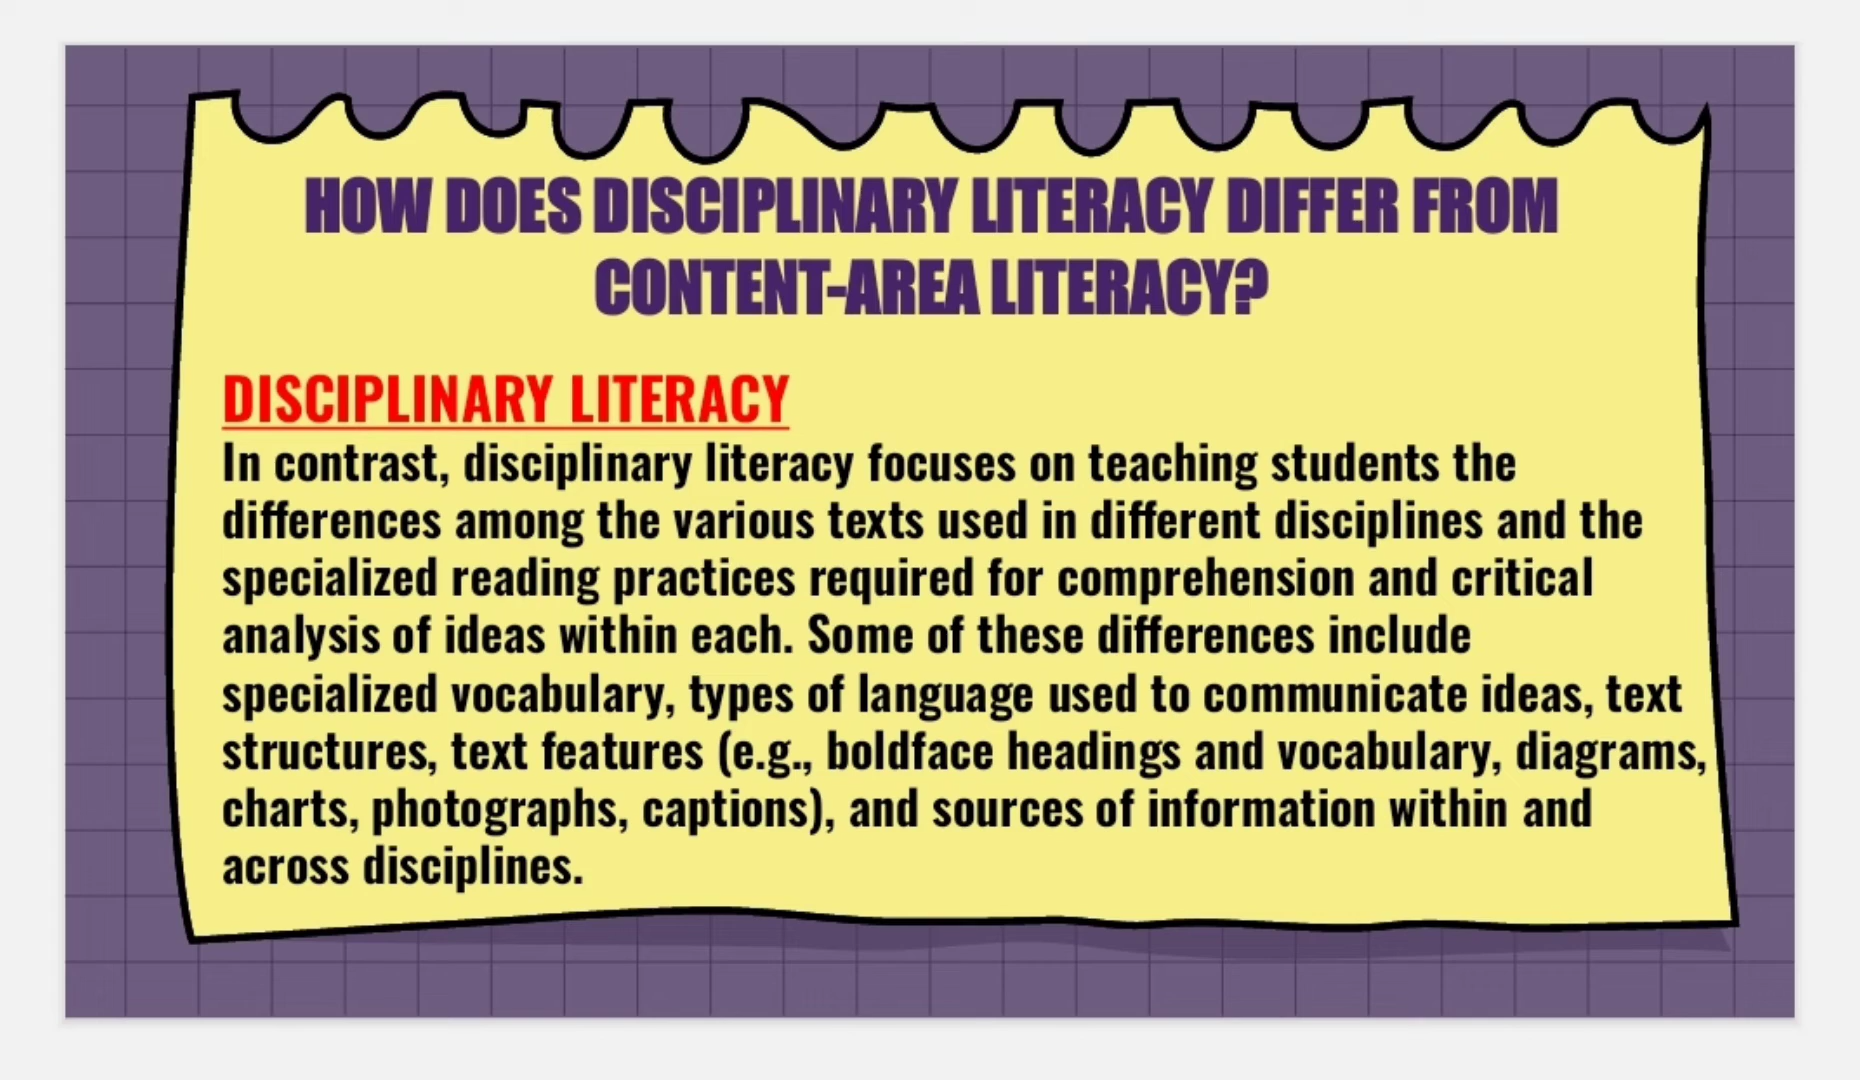 HOW DOES DISCIPLINARY LITERACY DIFFER FROM
CONTENT-AREA LITERACY?
DISCIPLINARY LITERACY
In contrast, disciplinary literacy focuses on teaching students the
differences among the various texts used in different disciplines and the
specialized reading practices required for comprehension and critical
analysis of ideas within each. Some of these differences include
specialized vocabulary, types of language used to communicate ideas, text
structures, text features (e.g., boldface headings and vocabulary, diagrams,
charts, photographs, captions), and sources of information within and
across disciplines.